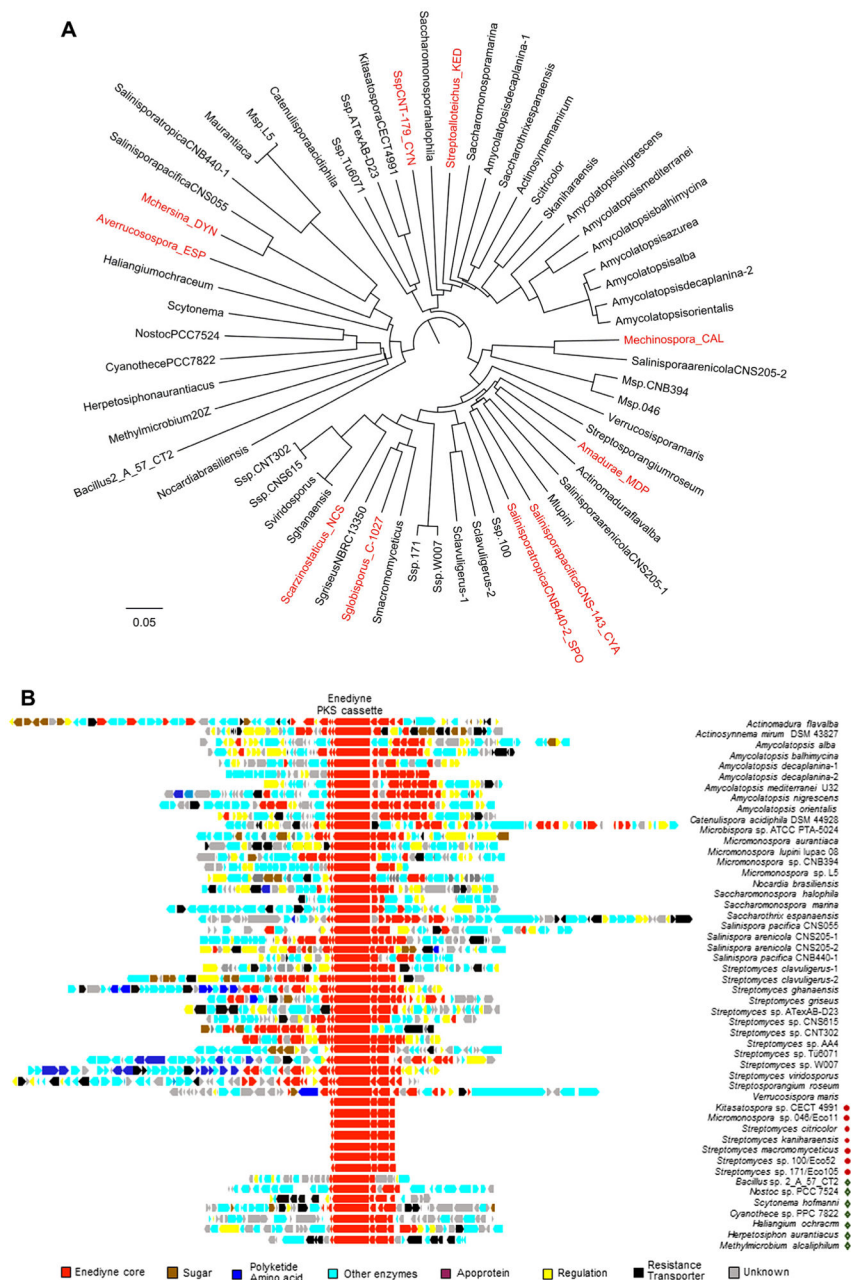 A
SalinisporatropicaCNB440-1
SalinisporapacificaCNS055
Mchersina_DYN
Averrucosospora_ESP
Haliangiumochraceum
Scytonema
NostocPCC7524
CyanothecePCC7822
Herpetosiphonaurantiacus
Methylmicrobium20Z
Bacillus2_A_57_CT2
Nocardiabrasiliensis
Maurantiaca
Msp.L5
Catenulisporaacidiphila
Ssp.Tu6071
Ssp.ATexAB-D23
KitasatosporaCECT4991
SspCNT-179_CYN
Saccharomonosporahalophila
Streptoalloteichus_KED
Saccharomonosporamarina
Amycolatopsisdecaplanina-1
Saccharothrixespanaensis
Actinosynnemamirum
Scitricolor
Skaniharaensis
Amycolatopsisnigrescens
Amycolatopsismediterranei
Amycolatopsisbalhimycina
Amycolatopsisazurea
Amycolatopsisalba
Amycolatopsisdecaplanina-2
Amycolatopsisorientalis
Mechinospora_CAL
SalinisporaarenicolaCNS205-2
Msp.CNB394
Msp.046
Verrucosisporamaris
Streptosporangiumroseum
Amadurae_MDP
Actinomaduraflavalba
SalinisporaarenicolaCNS205-1
Mlupini
SalinisporapacificaCNS-143_CYA
SalinisporatropicaCNB440-2_SPO
Ssp.100
Sclavuligerus-2
Sclavuligerus-1
Ssp.W007
Ssp.171
Smacromomyceticus
Sglobisporus_C-1027
SgriseusNBRC13350
Scarzinostaticus_NCS
Sghanaensis
Sviridosporus
Ssp.CNS615
Ssp.CNT302
0.05
B
Enediyne
PKS cassette
Actinomadura flavalba
Actinosynnema mirum DSM 43827
Amycolatopsis alba
Amycolatopsis balhimycina
Amycolatopsis decaplanina-1
Amycolatopsis decaplanina-2
Amycolatopsis mediterranei U32
Amycolatopsis nigrescens
Amycolatopsis orientalis
Catenulispora acidiphila DSM 44928
Microbispora sp. ATCC PTA-5024
Micromonospora aurantiaca
Micromonospora lupini lupac 08
Micromonospora sp. CNB394
Micromonospora sp. L5
Nocardia brasiliensis
Saccharomonospora halophila
Saccharomonospora marina
Saccharothrix espanaensis
Salinispora pacifica CNS055
Salinispora arenicola CNS205-1
Salinispora arenicola CNS205-2
Salinispora pacifica CNB440-1
Streptomyces clavuligerus-1
Streptomyces clavuligerus-2
Streptomyces ghanaensis
Streptomyces griseus
Streptomyces sp. ATexAB-D23
Streptomyces sp. CNS615
Streptomyces sp. CNT302
Streptomyces sp. AA4
Streptomyces sp. Tü6071
Streptomyces sp. W007
Streptomyces viridosporus
Streptosporangium roseum
Verrucosispora maris
Kitasatospora sp. CECT 4991
Micromonospora sp. 046/Eco11
Streptomyces citricolor
Streptomyces kaniharaensis
Streptomyces macromomyceticus
Streptomyces sp. 100/Eco52
Streptomyces sp. 171/Eco105
Bacillus sp. 2_A_57_CT2
Nostoc sp. PCC 7524
Scytonema hofmanni
Cyanothece sp. PPC 7822
Haliangium ochracrm
Herpetosiphon aurantiacus
Methylmicrobium alcaliphilum
Enediyne core
Sugar
Polyketide
Amino acid
Other enzymes
Apoprotein
Regulation
Resistance
Transporter
Unknown